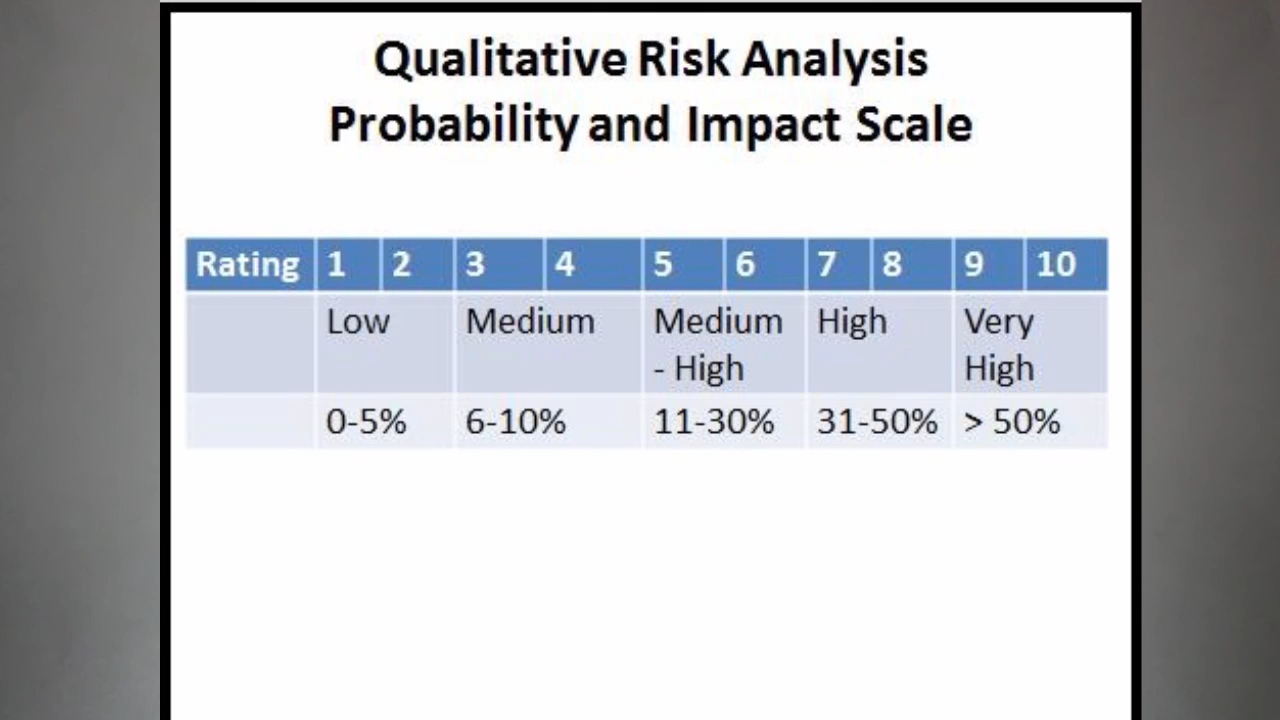 Qualitative Risk Analysis
Probability and Impact Scale
Rating 1 2 3 4 5 6 7 8 9 10
Low Medium Medium - High High Very High
0-5% 6-10% 11-30% 31-50% > 50%